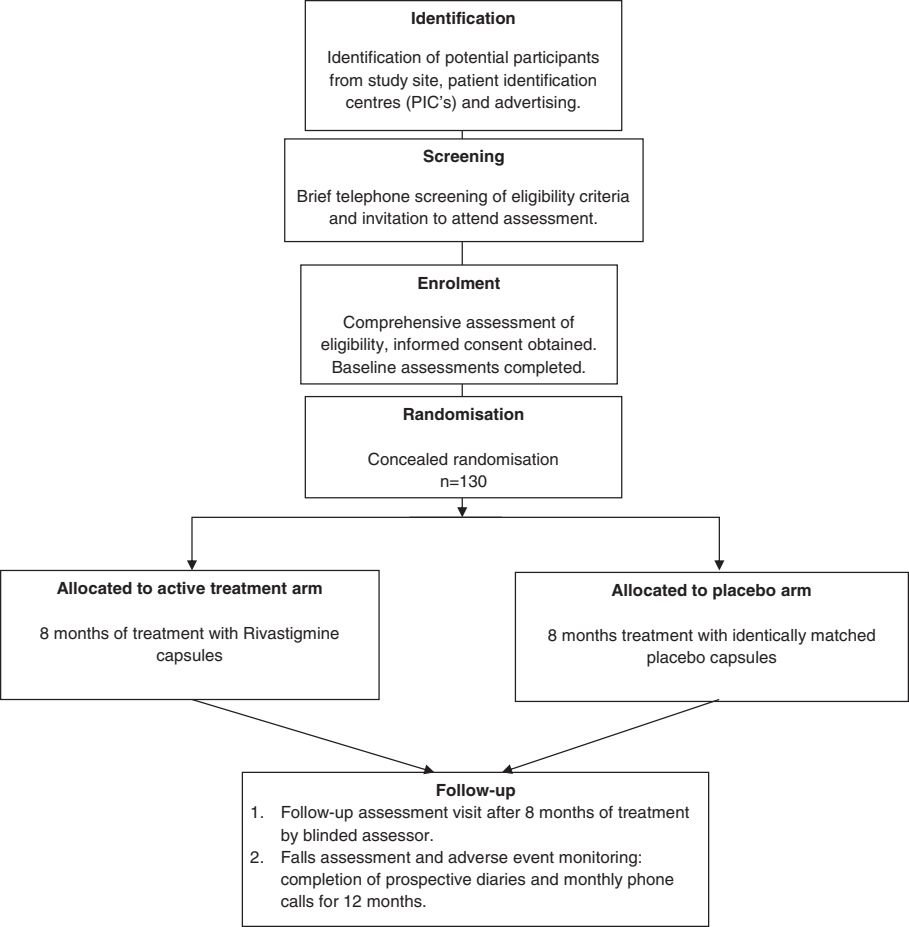 Identification
Identification of potential participants
from study site, patient identification
centres (PIC's) and advertising.
Screening
Brief telephone screening of eligibility criteria
and invitation to attend assessment.
Enrolment
Comprehensive assessment of
eligibility, informed consent obtained.
Baseline assessments completed.
Randomisation
Concealed randomisation
n=130
Allocated to active treatment arm
8 months of treatment with Rivastigmine
capsules
Allocated to placebo arm
8 months treatment with identically matched
placebo capsules
Follow-up
1. Follow-up assessment visit after 8 months of treatment
by blinded assessor.
2. Falls assessment and adverse event monitoring:
completion of prospective diaries and monthly phone
calls for 12 months.